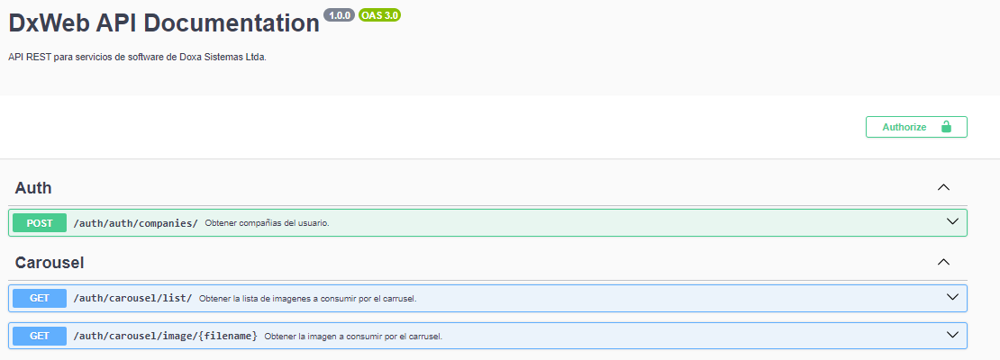 DxWeb API Documentation 1.0.0 OAS 3.0
API REST para servicios de software de Doxa Sistemas Ltda.
Authorize
Auth
POST /auth/auth/companies/ Obtener compañias del usuario.
Carousel
GET /auth/carousel/list/ Obtener la lista de imagenes a consumir por el carrusel.
GET /auth/carousel/image/{filename} Obtener la imagen a consumir por el carrusel.